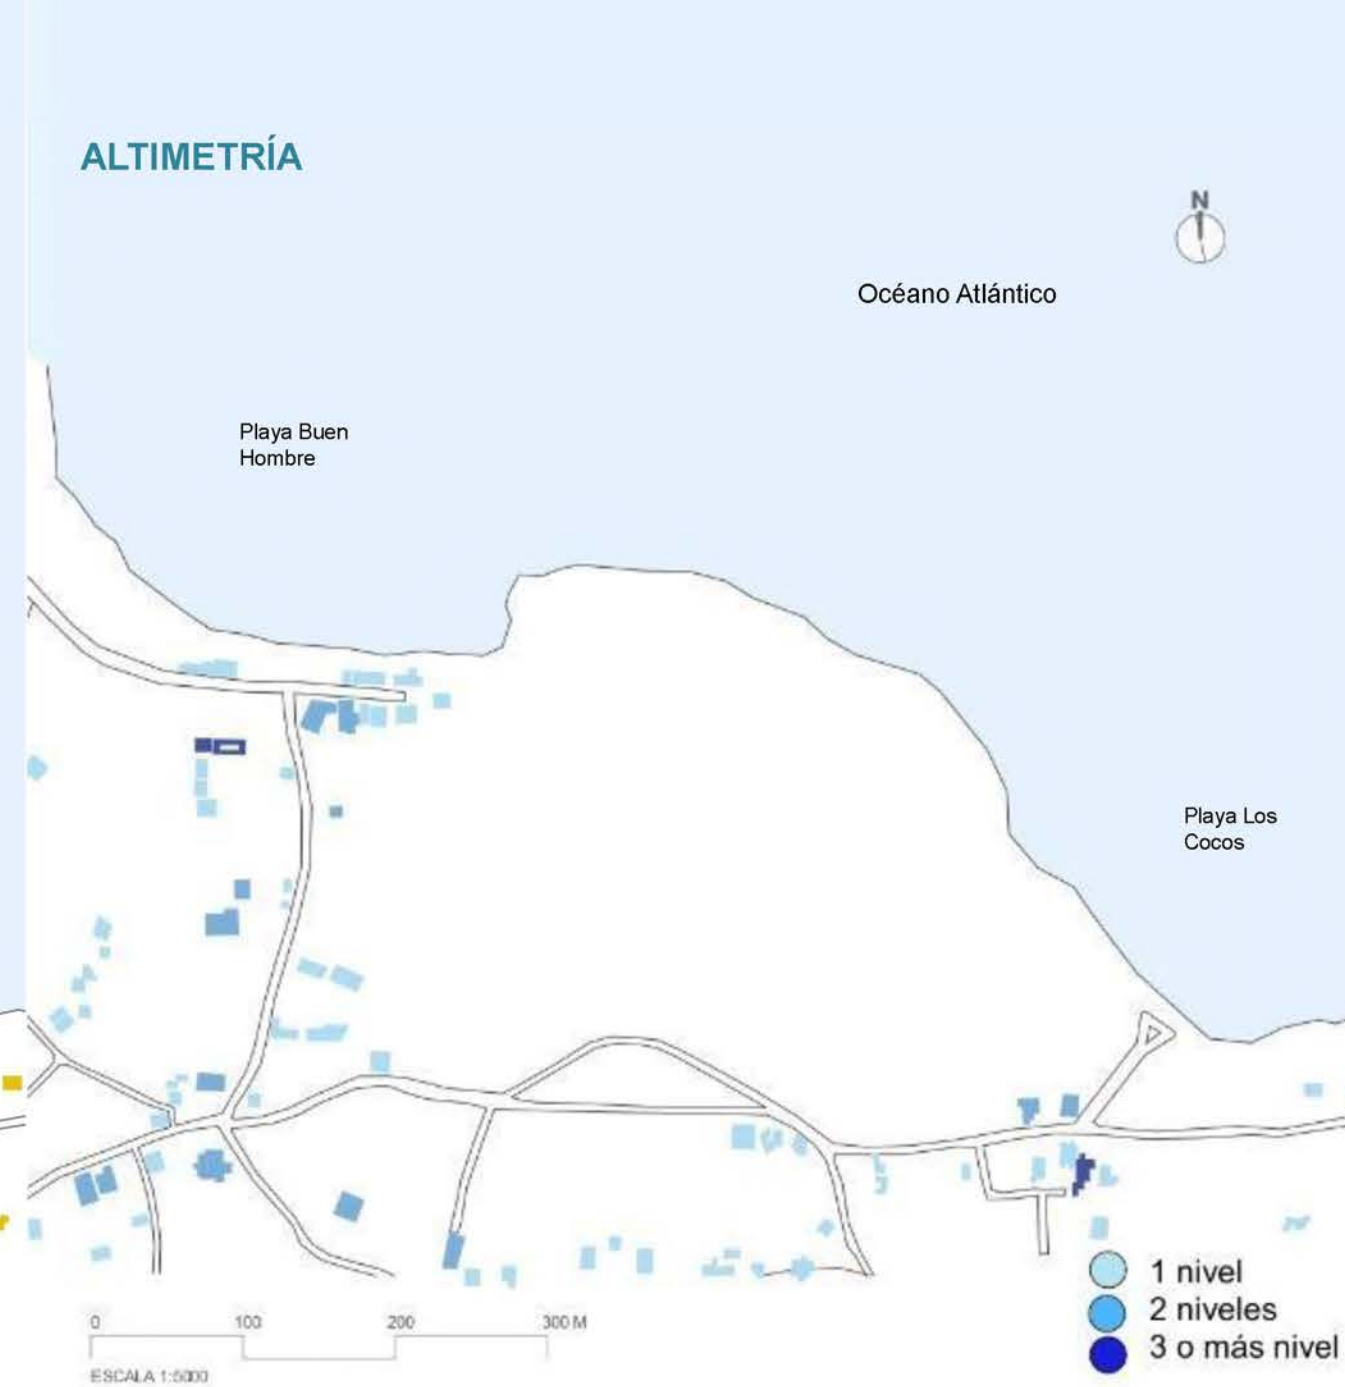 ALTIMETRÍA
N
Océano Atlántico
Playa Buen
Hombre
Playa Los
Cocos
1 nivel
2 niveles
3 o más nivel
0 100 200 300 M
ESCALA 1:5000